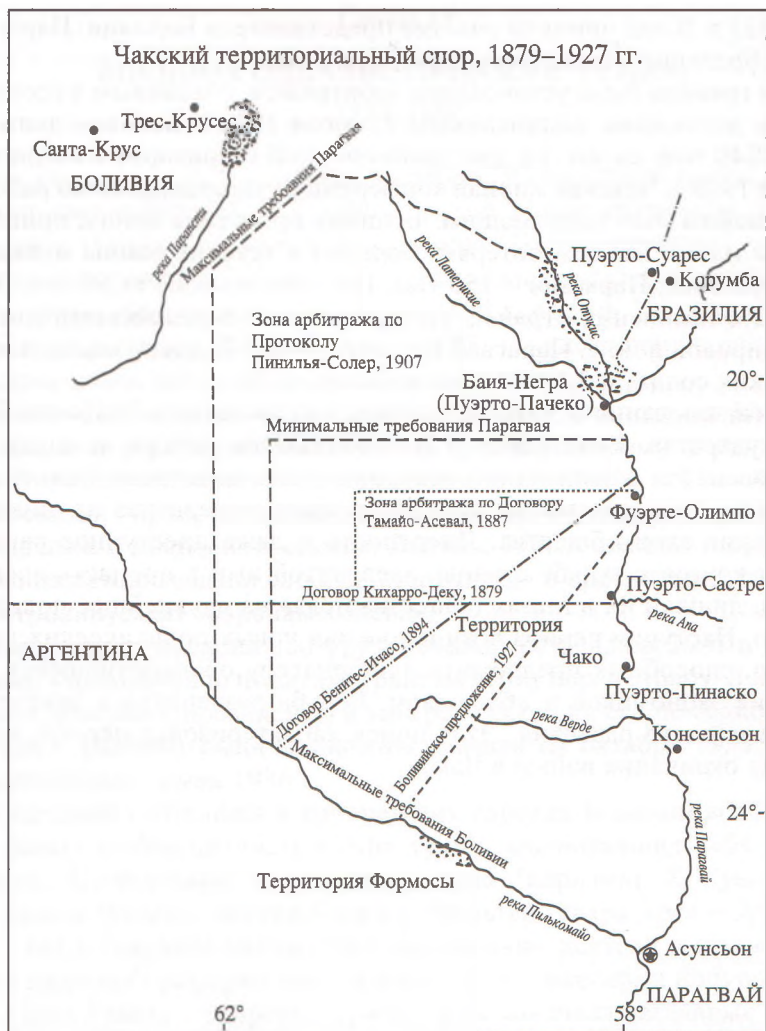 Чакский территориальный спор, 1879–1927 гг.
Трес-Крусес
Санта-Крус
БОЛИВИЯ
река Парапети
Максимальные требования Парагвая
река Латерикие
река Отукис
Пуэрто-Суарес
Корумба
БРАЗИЛИЯ
Зона арбитража по
Протоколу
Пинилья-Солер, 1907
20°
Баия-Негра
(Пуэрто-Пачеко)
Минимальные требования Парагвая
Зона арбитража по Договору
Тамайо-Асевал, 1887
Фуэрте-Олимпо
Договор Кихарро-Деку, 1879
Пуэрто-Састре
река Апа
АРГЕНТИНА
Договор Бенитес-Ичасо, 1894
Территория
Чако
Пуэрто-Пинаско
Боливийское предложение, 1927
река Верде
Консепсьон
Максимальные требования Боливии
24°
река Парагвай
Территория Формосы
река Пилькомайо
Асунсьон
ПАРАГВАЙ
62°
58°